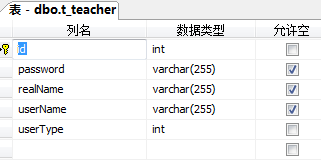 表 - dbo.t_teacher
列名 数据类型 允许空
id int
password varchar(255)
realName varchar(255)
userName varchar(255)
userType int